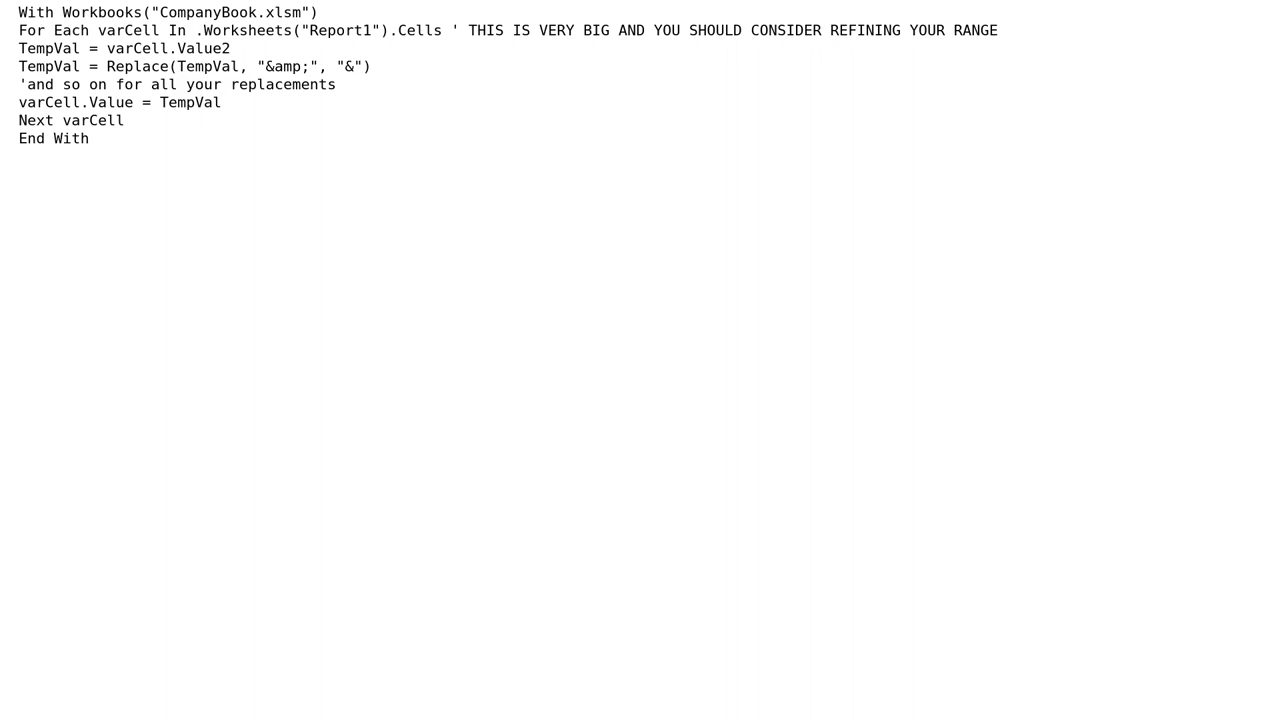 With Workbooks("CompanyBook.xlsm")
For Each varCell In .Worksheets("Report1").Cells ' THIS IS VERY BIG AND YOU SHOULD CONSIDER REFINING YOUR RANGE
TempVal = varCell.Value2
TempVal = Replace(TempVal, "&amp;", "&")
'and so on for all your replacements
varCell.Value = TempVal
Next varCell
End With